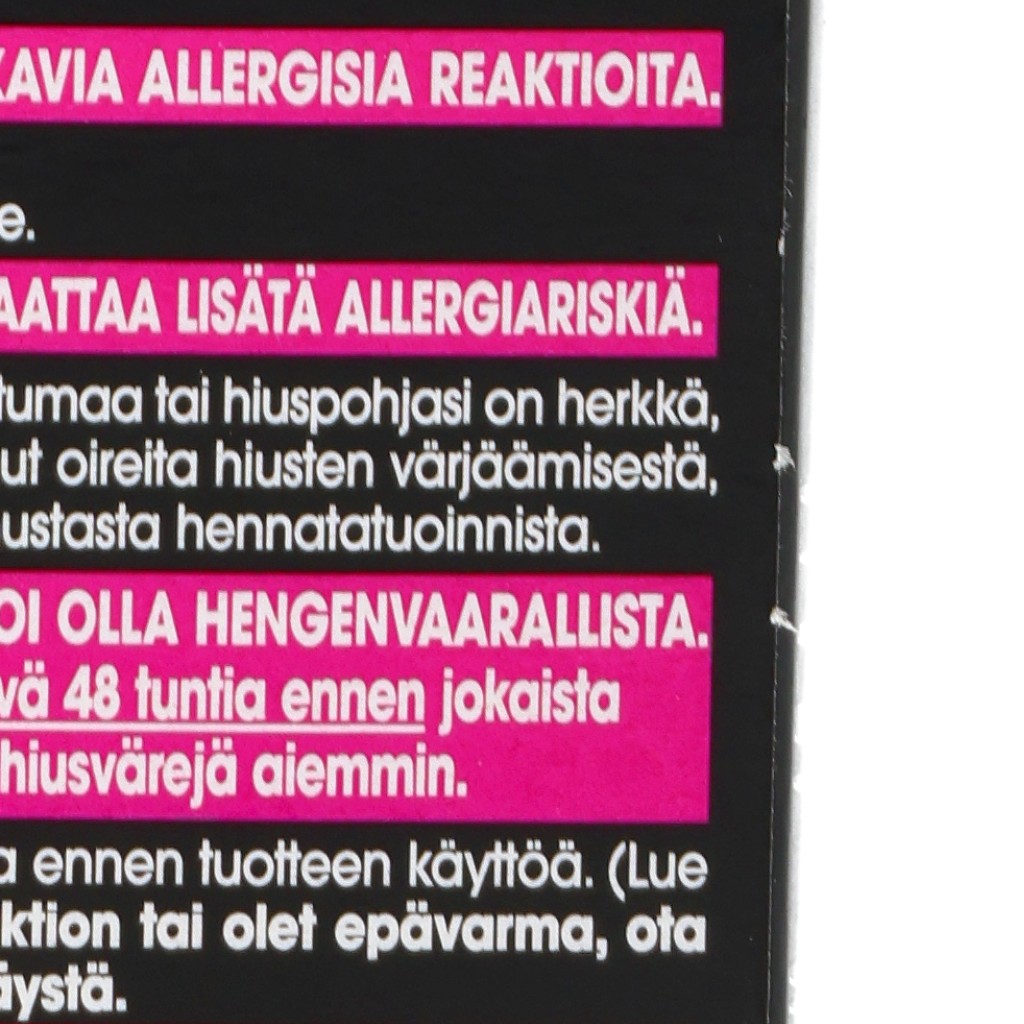 KAVIA ALLERGISIA REAKTIOITA.
e.
AATTAA LISÄTÄ ALLERGIARISKIÄ.
tumaa tai hiuspohjasi on herkkä,
ut oireita hiusten värjäämisestä,
ustasta hennatatuoinnista.
OI OLLA HENGENVAARALLISTA.
vä 48 tuntia ennen jokaista
hiusvärejä aiemmin.
a ennen tuotteen käyttöä. (Lue
ktion tai olet epävarma, ota
äystä.